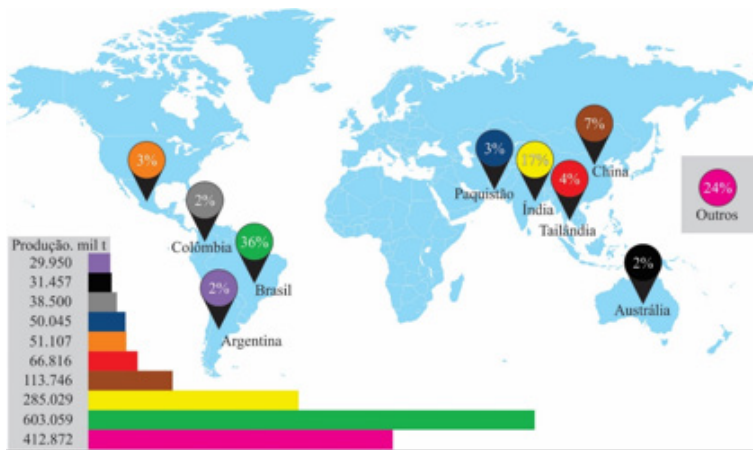 7%
3%
3%
17%
4%
China
24%
Outros
Paquistão
Índia
Tailândia
2%
Colômbia
36%
Brasil
2%
Austrália
2%
Argentina
Produção. mil t
29.950
31.457
38.500
50.045
51.107
66.816
113.746
285.029
603.059
412.872